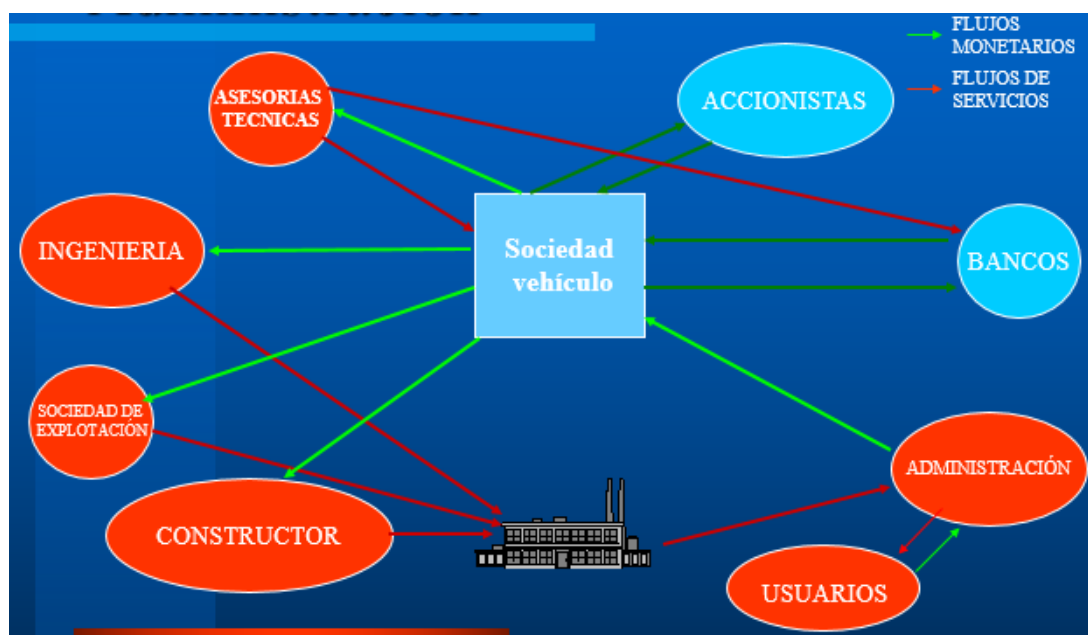 FLUJOS
MONETARIOS
FLUJOS DE
SERVICIOS
ASESORIAS
TECNICAS
ACCIONISTAS
INGENIERIA
Sociedad
vehículo
BANCOS
SOCIEDAD DE
EXPLOTACIÓN
ADMINISTRACIÓN
CONSTRUCTOR
USUARIOS